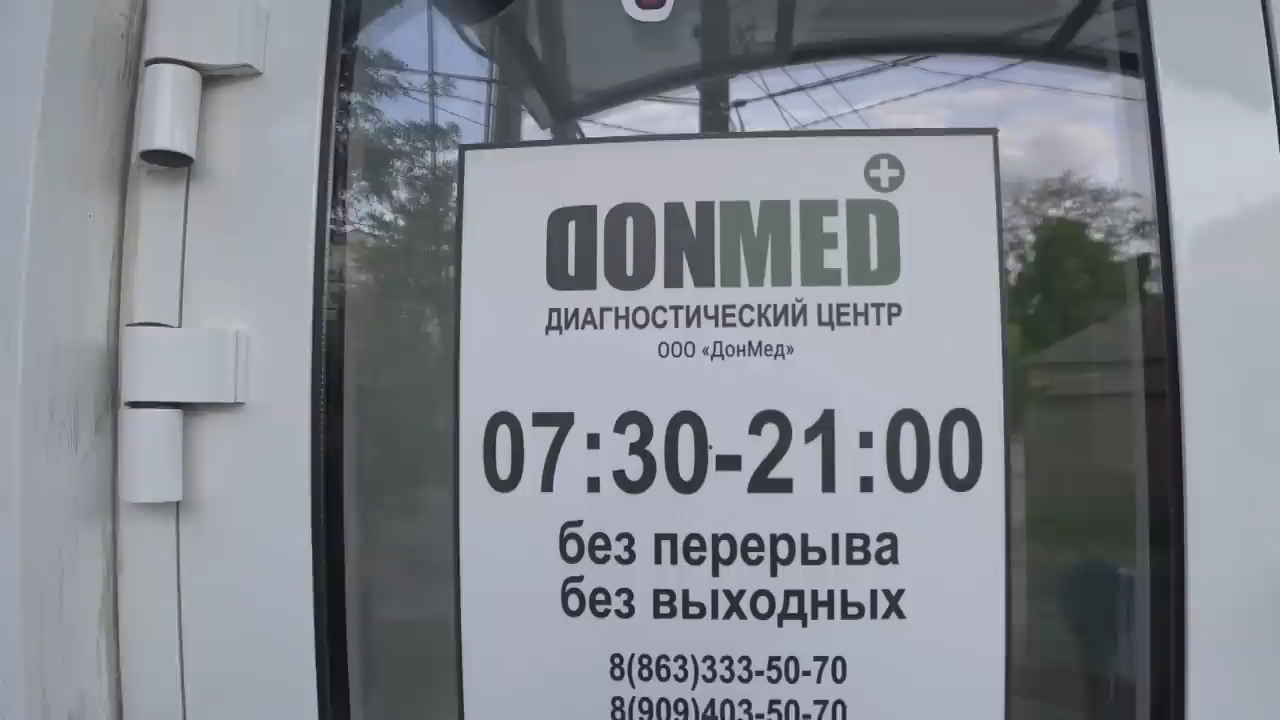 DONMED
ДИАГНОСТИЧЕСКИЙ ЦЕНТР
ООО «ДонМед»
07:30-21:00
без перерыва
без выходных
8(863)333-50-70
8(909)403-50-70